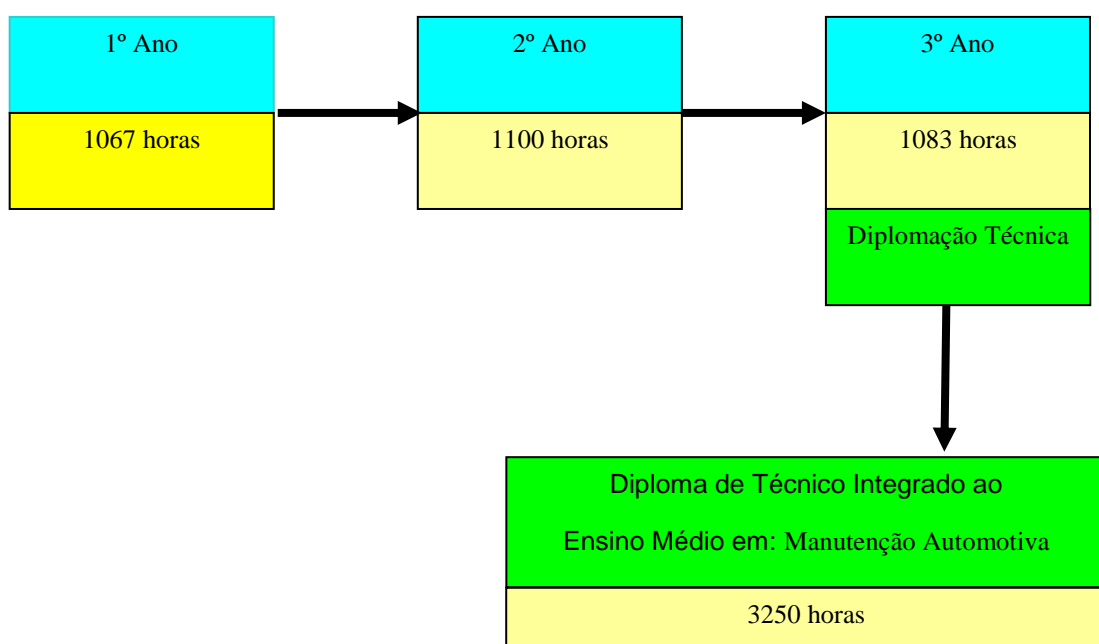 1º Ano
1067 horas
2º Ano
1100 horas
3º Ano
1083 horas
Diplomação Técnica
Diploma de Técnico Integrado ao
Ensino Médio em: Manutenção Automotiva
3250 horas